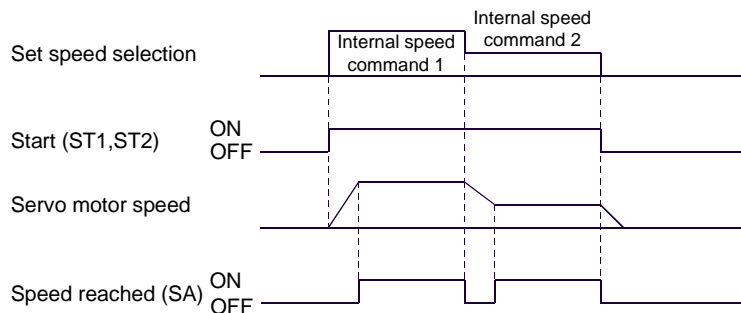 Internal speed
command 2
Internal speed
command 1
Set speed selection
Start (ST1,ST2)
ON
OFF
Servo motor speed
Speed reached (SA)
ON
OFF